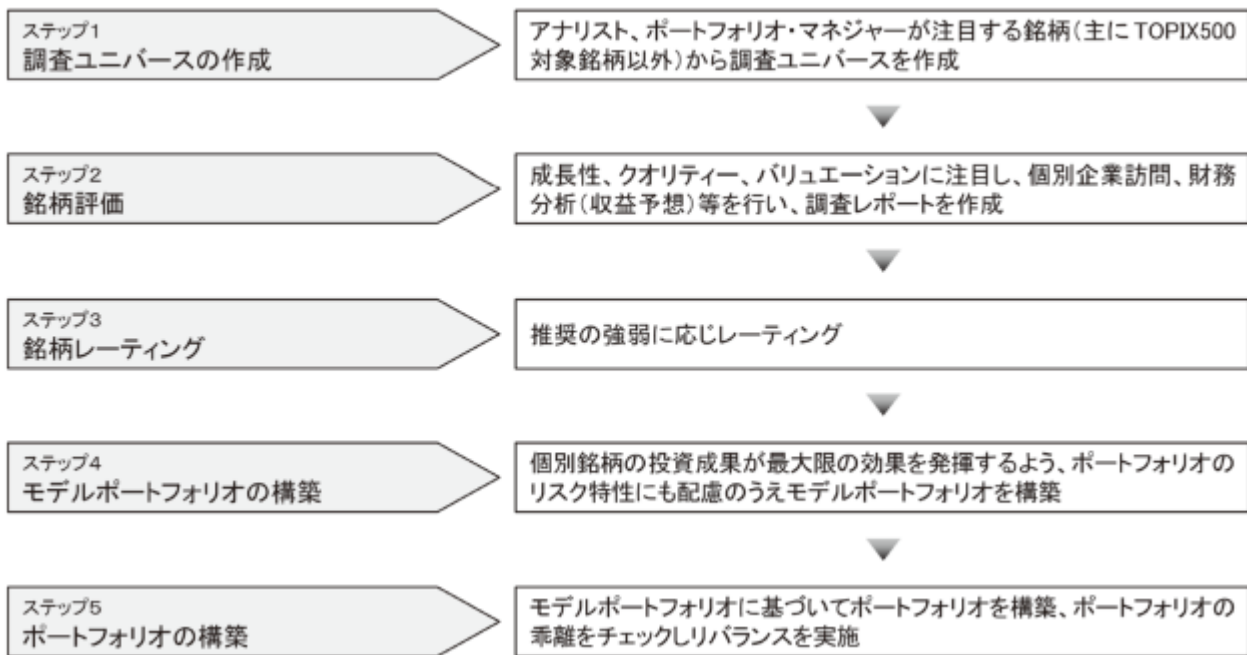 ステップ1
調査ユニバースの作成
アナリスト、ポートフォリオ・マネジャーが注目する銘柄(主にTOPIX500
対象銘柄以外)から調査ユニバースを作成
ステップ2
銘柄評価
成長性、クオリティー、バリュエーションに注目し、個別企業訪問、財務
分析(収益予想)等を行い、調査レポートを作成
ステップ3
銘柄レーティング
推奨の強弱に応じレーティング
ステップ4
モデルポートフォリオの構築
個別銘柄の投資成果が最大限の効果を発揮するよう、ポートフォリオの
リスク特性にも配慮のうえモデルポートフォリオを構築
ステップ5
ポートフォリオの構築
モデルポートフォリオに基づいてポートフォリオを構築、ポートフォリオの
乖離をチェックしリバランスを実施